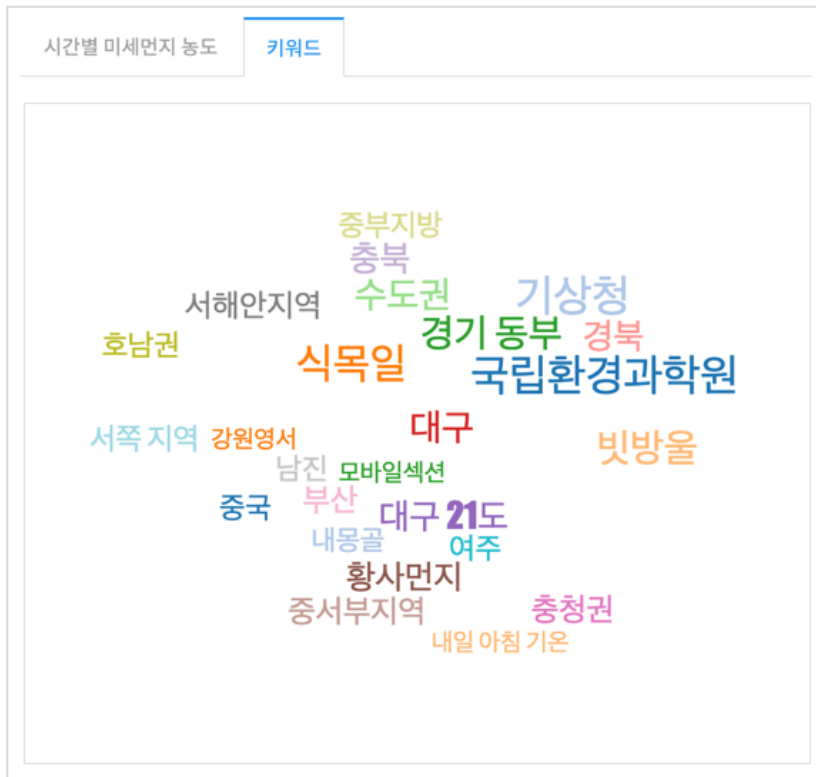 시간별 미세먼지 농도 키워드
중부지방
충북
수도권 기상청
서해안지역
경기 동부 경북
호남권
식목일 국립환경과학원
대구
서쪽 지역 강원영서 빗방울
남진 모바일섹션
중국 부산
대구 21도
내몽골 여주
황사먼지
중서부지역 충청권
내일 아침 기온